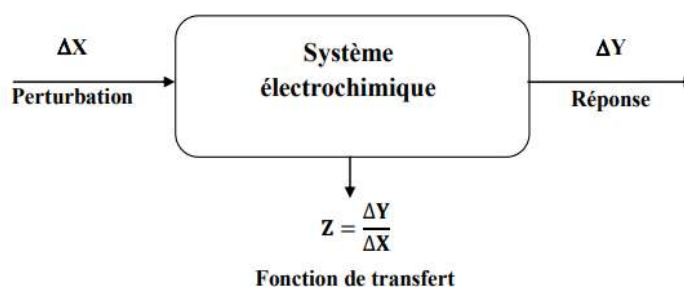 ΔX
Perturbation
Système
électrochimique
ΔY
Réponse
Z = ΔY/ΔX
Fonction de transfert